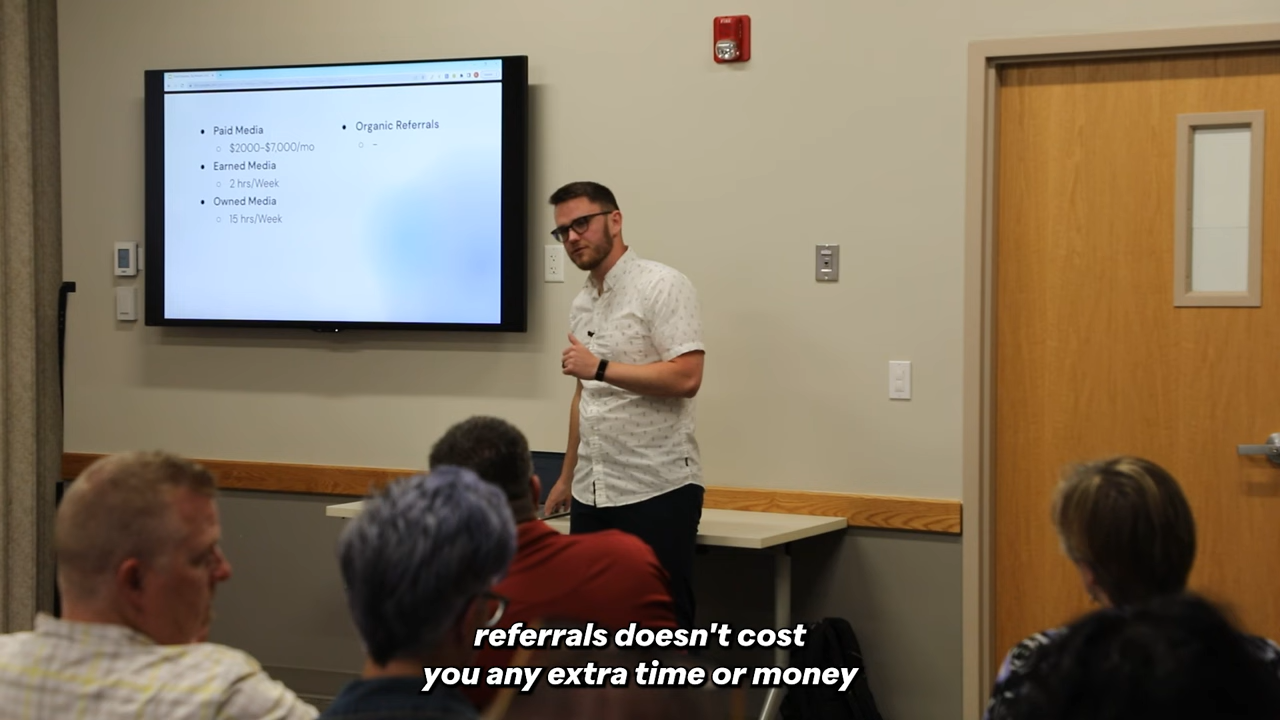 Paid Media
$2000-$7,000/mo
Earned Media
2 hrs/Week
Owned Media
15 hrs/Week
Organic Referrals
-
FIRE
referrals doesn't cost
you any extra time or money